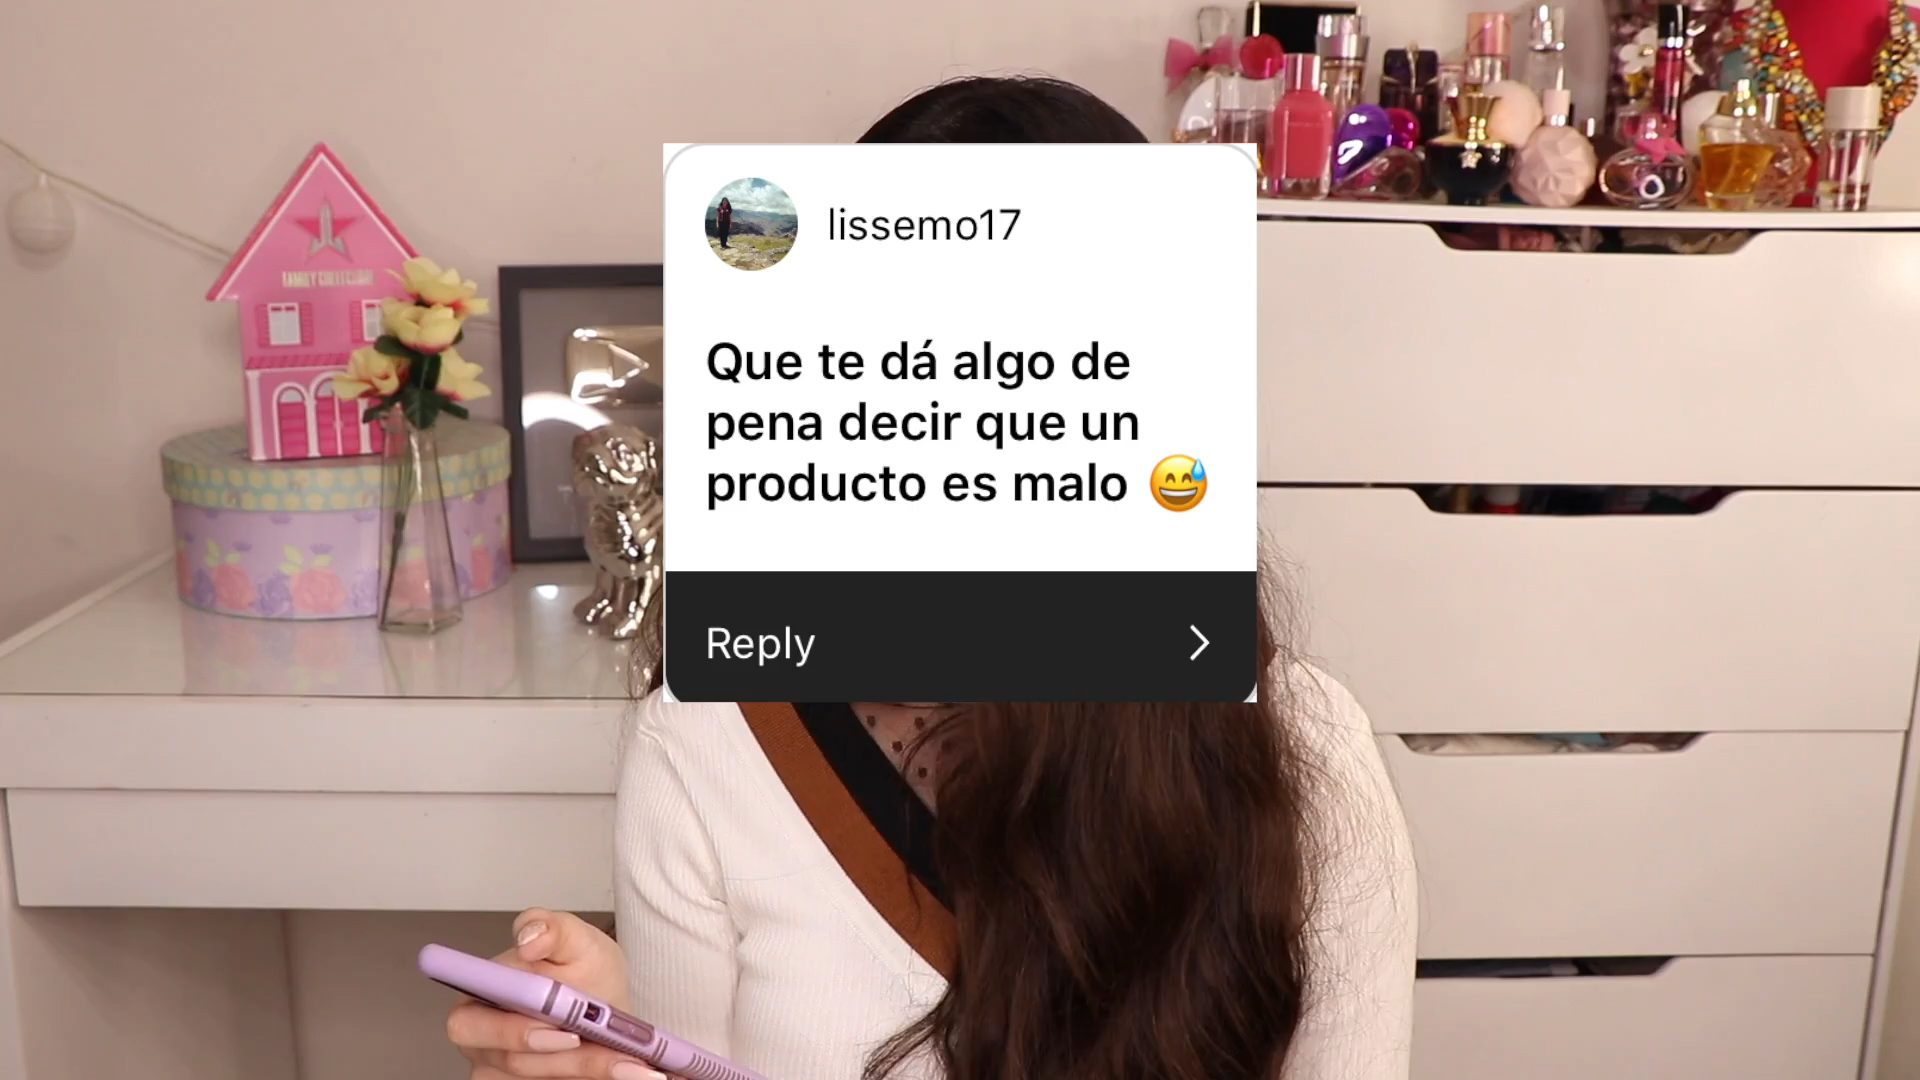 lissemo17
Que te dá algo de
pena decir que un
producto es malo 😅
Reply